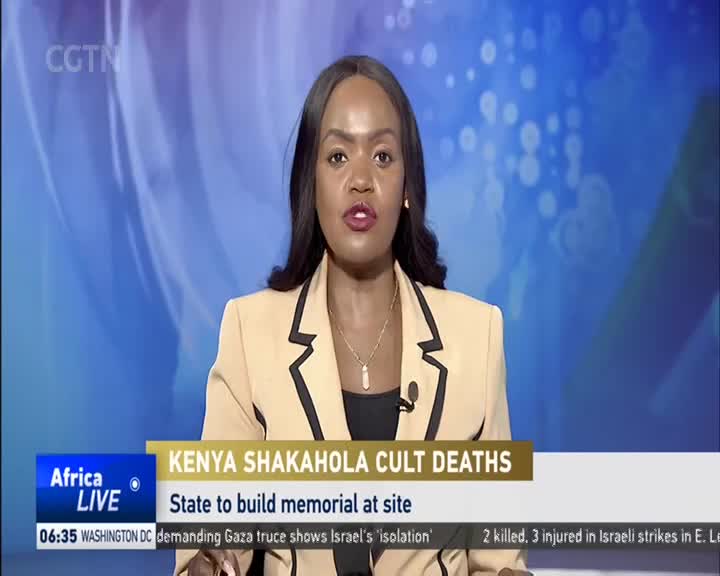 CGTN
KENYA SHAKAHOLA CULT DEATHS
Africa
LIVE
State to build memorial at site
06:35 WASHINGTON DC
demanding Gaza truce shows Israel's 'isolation' 2 killed, 3 injured in Israeli strikes in E. Le